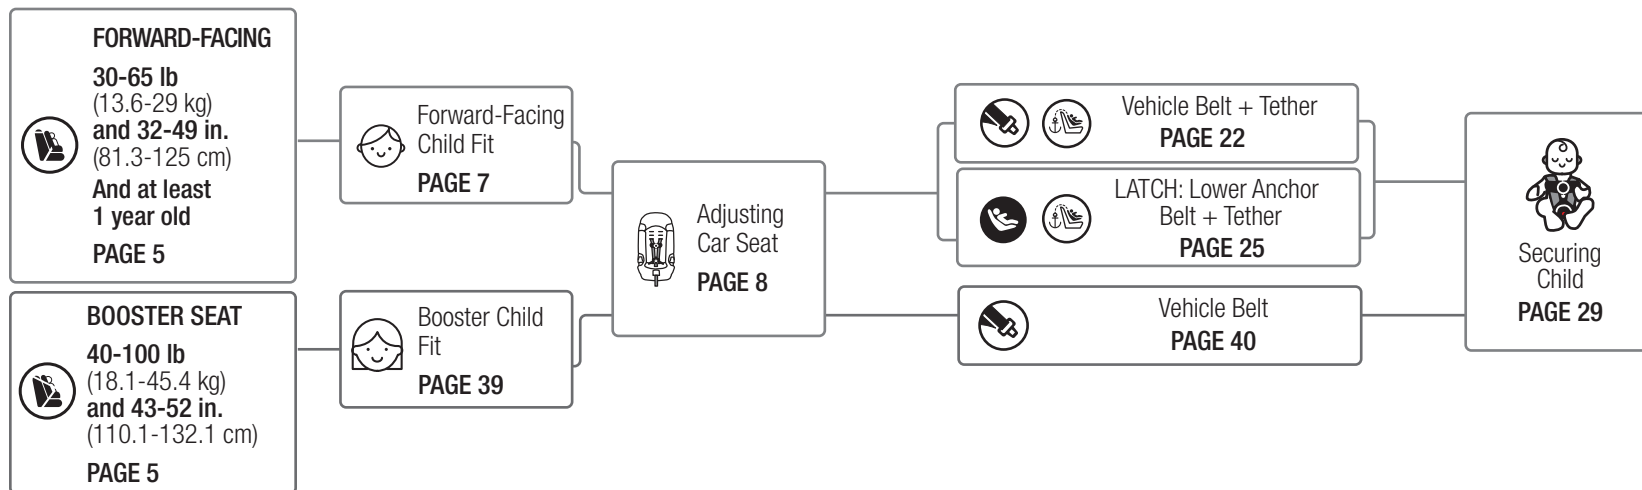 FORWARD-FACING
30-65 lb
(13.6-29 kg)
and 32-49 in.
(81.3-125 cm)
And at least
1 year old
PAGE 5
BOOSTER SEAT
40-100 lb
(18.1-45.4 kg)
and 43-52 in.
(110.1-132.1 cm)
PAGE 5
Forward-Facing
Child Fit
PAGE 7
Booster Child
Fit
PAGE 39
Adjusting
Car Seat
PAGE 8
Vehicle Belt + Tether
PAGE 22
LATCH: Lower Anchor
Belt + Tether
PAGE 25
Vehicle Belt
PAGE 40
Securing
Child
PAGE 29